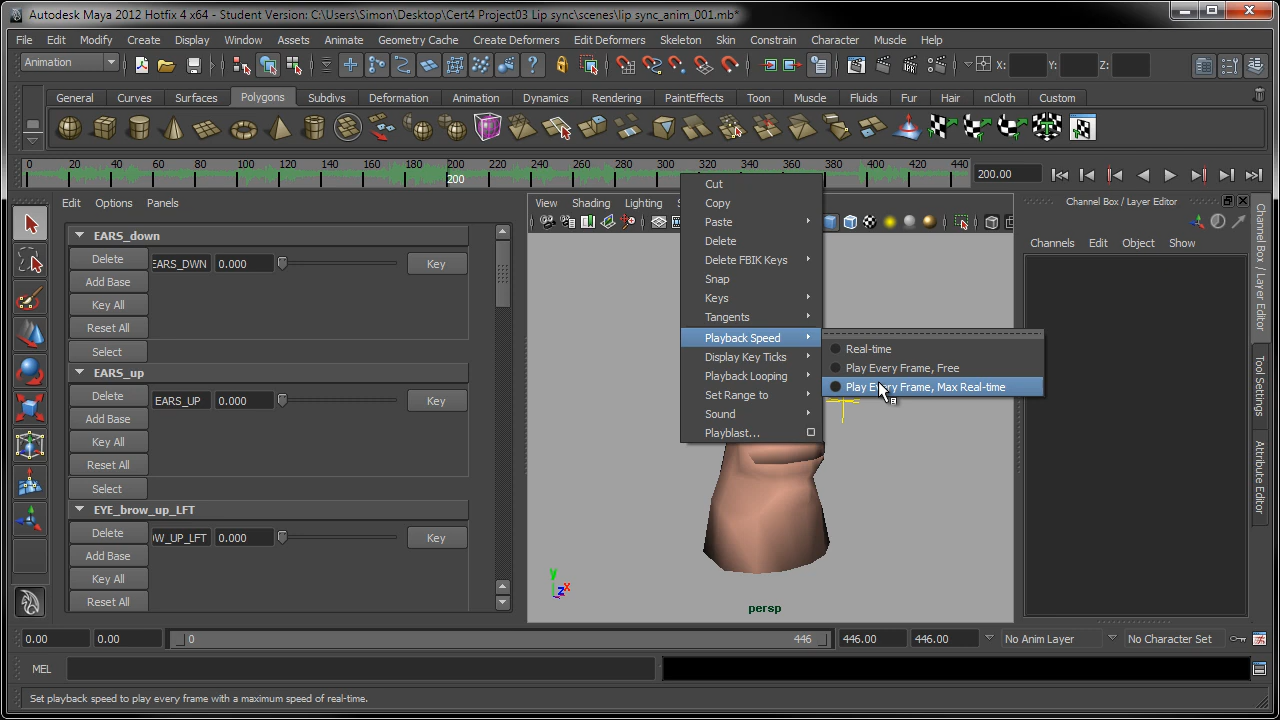 Autodesk Maya 2012 Hotfix 4 x64 - Student Version: C:\Users\Simon\Desktop\Cert4 Project03 Lip sync\scenes\lip sync_anim_001.mb*
File Edit Modify Create Display Window Assets Animate Geometry Cache Create Deformers Edit Deformers Skeleton Skin Constrain Character Muscle Help
Animation X: Y: Z:
General Curves Surfaces Polygons Subdivs Deformation Animation Dynamics Rendering PaintEffects Toon Muscle Fluids Fur Hair nCloth Custom
0 20 40 60 80 100 120 140 160 180 200 220 240 260 280 300 320 340 360 380 400 420 440
200
200.00
Edit Options Panels
View Shading Lighting
Channel Box / Layer Editor
Channels Edit Object Show
EARS_down
Delete EARS_DWN 0.000 Key
Add Base
Key All
Reset All
Select
EARS_up
Delete EARS_UP 0.000 Key
Add Base
Key All
Reset All
Select
EYE_brow_up_LFT
Delete OW_UP_LFT 0.000 Key
Add Base
Key All
Reset All
Cut
Copy
Paste
Delete
Delete FBIK Keys
Snap
Keys
Tangents
Playback Speed
Display Key Ticks
Playback Looping
Set Range to
Sound
Playblast...
Real-time
Play Every Frame, Free
Play Every Frame, Max Real-time
y
z x
persp
Channel Box / Layer Editor
Tool Settings
Attribute Editor
0.00 0.00 0 446 446.00 446.00 No Anim Layer No Character Set
MEL
Set playback speed to play every frame with a maximum speed of real-time.